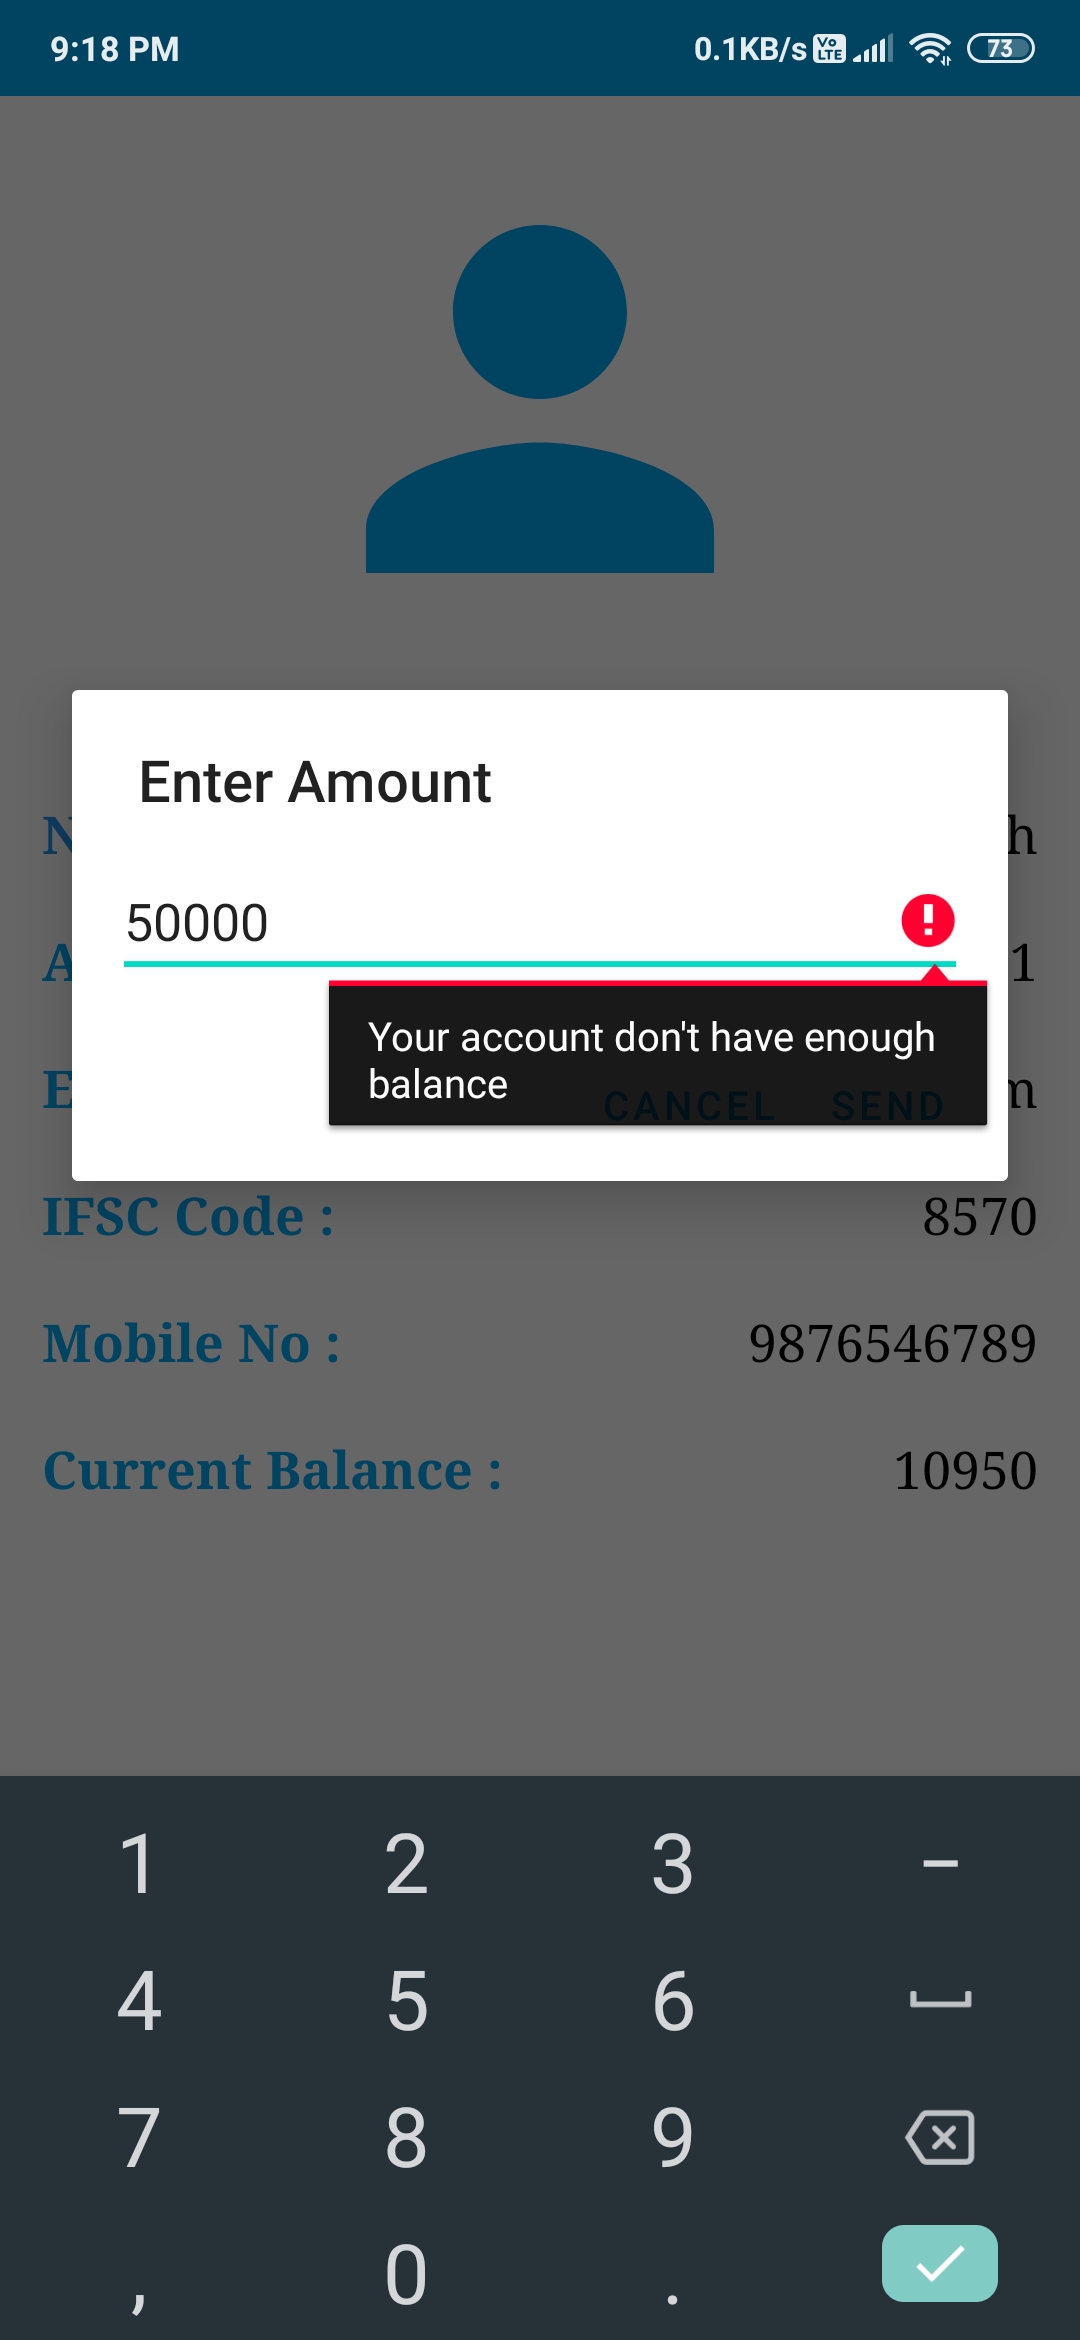 9:18 PM 0.1KB/s Vo LTE 73
Enter Amount
50000
Your account don't have enough
balance
CANCEL SEND
IFSC Code : 8570
Mobile No : 9876546789
Current Balance : 10950
1 2 3 −
4 5 6
7 8 9
, 0 .